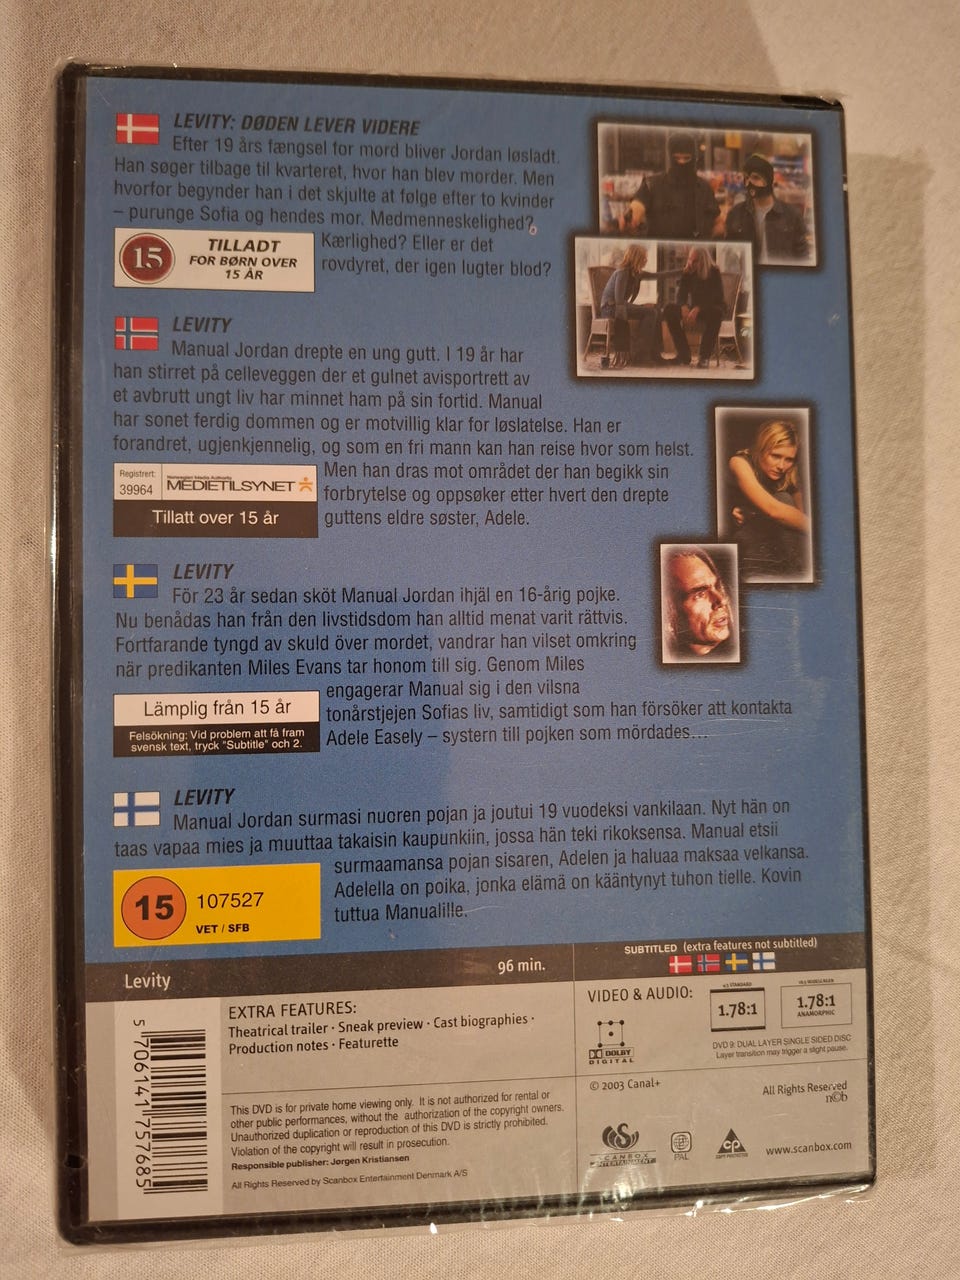 LEVITY: DØDEN LEVER VIDERE
Efter 19 års fængsel for mord bliver Jordan løsladt.
Han søger tilbage til kvarteret, hvor han blev morder. Men
hvorfor begynder han i det skjulte at følge efter to kvinder
– purunge Sofia og hendes mor. Medmenneskelighed?
Kærlighed? Eller er det
rovdyret, der igen lugter blod?
15
TILLADT
FOR BØRN OVER
15 ÅR
LEVITY
Manual Jordan drepte en ung gutt. I 19 år har
han stirret på celleveggen der et gulnet avisportrett av
et avbrutt ungt liv har minnet ham på sin fortid. Manual
har sonet ferdig dommen og er motvillig klar for løslatelse. Han er
forandret, ugjenkjennelig, og som en fri mann kan han reise hvor som helst.
Men han dras mot området der han begikk sin
forbrytelse og oppsøker etter hvert den drepte
guttens eldre søster, Adele.
Registrert:
39964
Norwegian Media Authority
MEDIETILSYNET
Tillatt over 15 år
LEVITY
För 23 år sedan sköt Manual Jordan ihjäl en 16-årig pojke.
Nu benådas han från den livstidsdom han alltid menat varit rättvis.
Fortfarande tyngd av skuld över mordet, vandrar han vilset omkring
när predikanten Miles Evans tar honom till sig. Genom Miles
engagerar Manual sig i den vilsna
tonårstjejen Sofias liv, samtidigt som han försöker att kontakta
Adele Easely – systern till pojken som mördades...
Lämplig från 15 år
Felsökning: Vid problem att få fram
svensk text, tryck "Subtitle" och 2.
LEVITY
Manual Jordan surmasi nuoren pojan ja joutui 19 vuodeksi vankilaan. Nyt hän on
taas vapaa mies ja muuttaa takaisin kaupunkiin, jossa hän teki rikoksensa. Manual etsii
surmaamansa pojan sisaren, Adelen ja haluaa maksaa velkansa.
Adelella on poika, jonka elämä on kääntynyt tuhon tielle. Kovin
tuttua Manualille.
15
107527
VET / SFB
Levity
96 min.
SUBTITLED (extra features not subtitled)
EXTRA FEATURES:
Theatrical trailer · Sneak preview · Cast biographies ·
Production notes · Featurette
VIDEO & AUDIO:
DOLBY
DIGITAL
4:3 STANDARD
1.78:1
16:9 WIDESCREEN
1.78:1
ANAMORPHIC
DVD 9: DUAL LAYER SINGLE SIDED DISC
Layer transition may trigger a slight pause.
This DVD is for private home viewing only. It is not authorized for rental or
other public performances, without the authorization of the copyright owners.
Unauthorized duplication or reproduction of this DVD is strictly prohibited.
Violation of the copyright will result in prosecution.
Responsible publisher: Jørgen Kristiansen
All Rights Reserved by Scanbox Entertainment Denmark A/S
© 2003 Canal+
All Rights Reserved
n©b
SCANBOX
ENTERTAINMENT
PAL
CP
COPY PROTECTED
www.scanbox.com
5 706141 757685